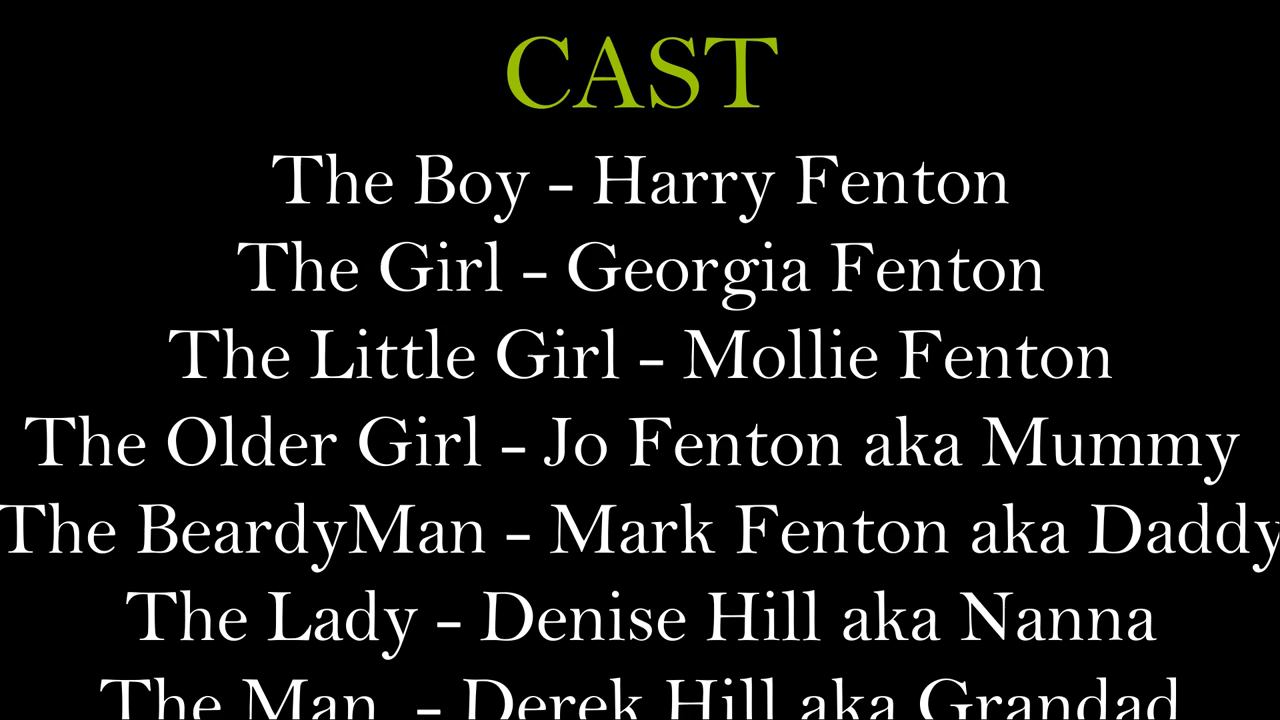 CAST
The Boy - Harry Fenton
The Girl - Georgia Fenton
The Little Girl - Mollie Fenton
The Older Girl - Jo Fenton aka Mummy
The BeardyMan - Mark Fenton aka Daddy
The Lady - Denise Hill aka Nanna
The Man - Derek Hill aka Grandad